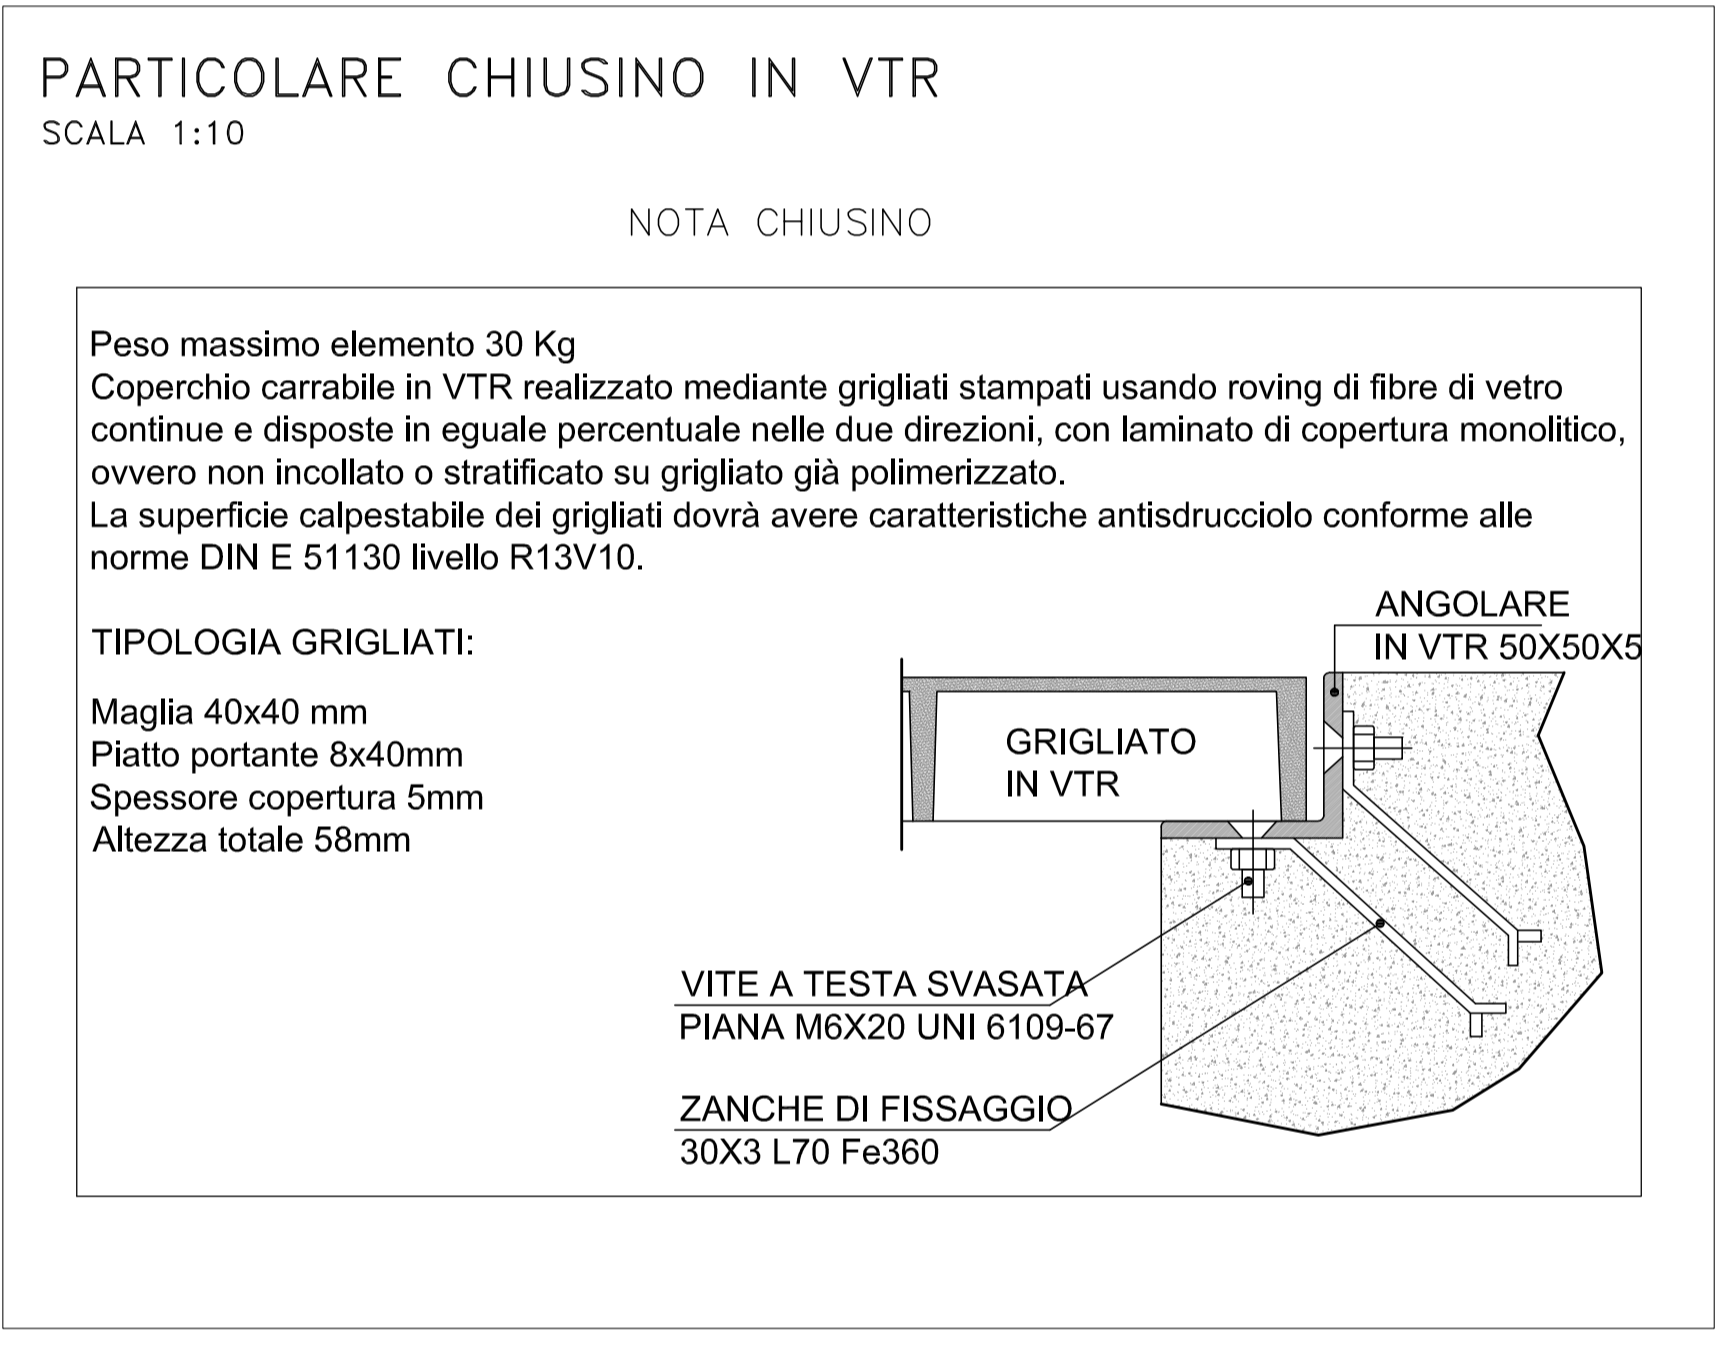 PARTICOLARE CHIUSINO IN VTR
SCALA 1:10
NOTA CHIUSINO
Peso massimo elemento 30 Kg
Coperchio carrabile in VTR realizzato mediante grigliati stampati usando roving di fibre di vetro
continue e disposte in eguale percentuale nelle due direzioni, con laminato di copertura monolitico,
ovvero non incollato o stratificato su grigliato già polimerizzato.
La superficie calpestabile dei grigliati dovrà avere caratteristiche antisdrucciolo conforme alle
norme DIN E 51130 livello R13V10.
TIPOLOGIA GRIGLIATI:
Maglia 40x40 mm
Piatto portante 8x40mm
Spessore copertura 5mm
Altezza totale 58mm
ANGOLARE
IN VTR 50X50X5
GRIGLIATO
IN VTR
VITE A TESTA SVASATA
PIANA M6X20 UNI 6109-67
ZANCHE DI FISSAGGIO
30X3 L70 Fe360